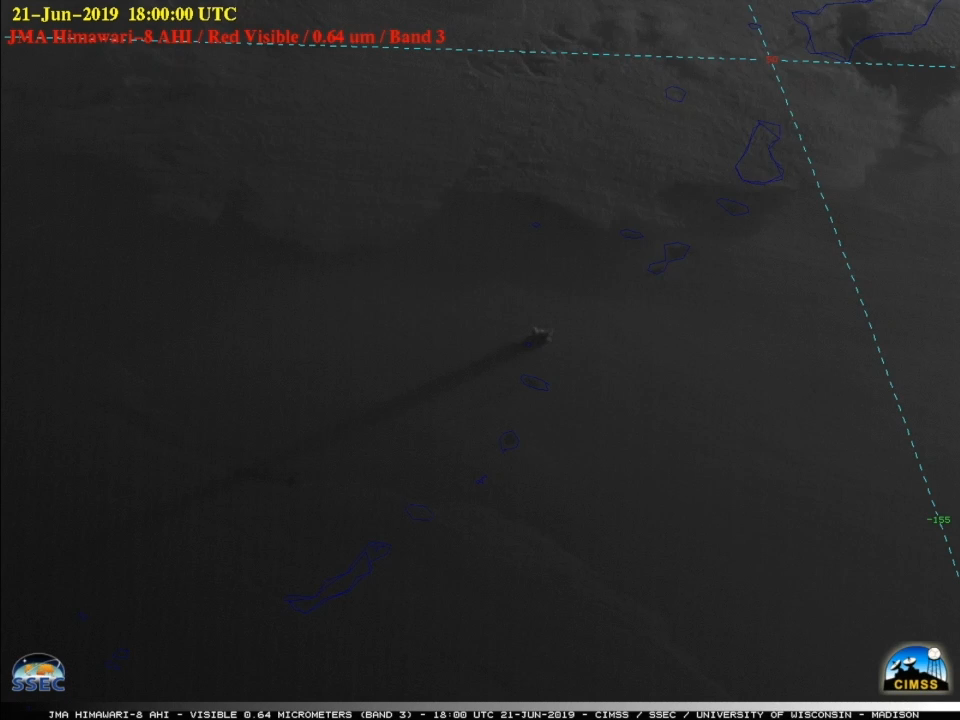 21-Jun-2019 18:00:00 UTC
JMA Himawari-8 AHI / Red Visible / 0.64 um / Band 3
50
-155
SSEC
CIMSS
JMA HIMAWARI-8 AHI - VISIBLE 0.64 MICROMETERS (BAND 3) - 18:00 UTC 21-JUN-2019 - CIMSS / SSEC / UNIVERSITY OF WISCONSIN - MADISON